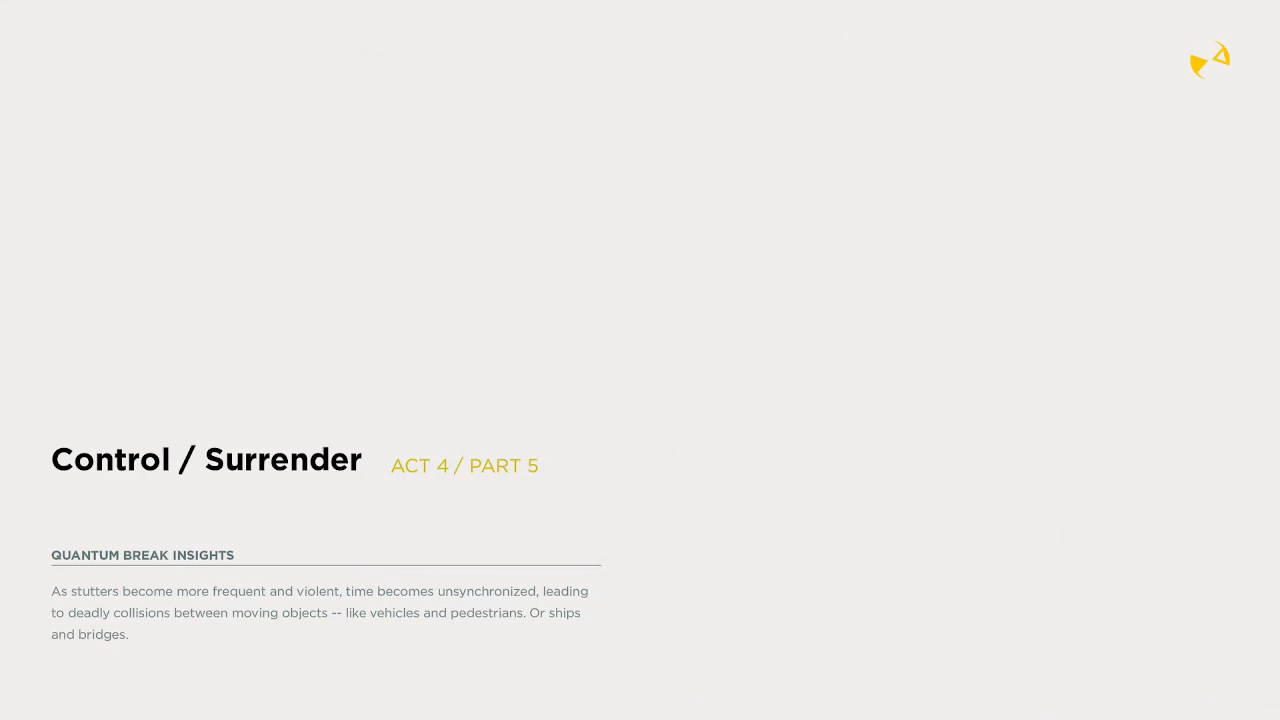 Control / Surrender ACT 4 / PART 5
QUANTUM BREAK INSIGHTS
As stutters become more frequent and violent, time becomes unsynchronized, leading
to deadly collisions between moving objects -- like vehicles and pedestrians. Or ships
and bridges.